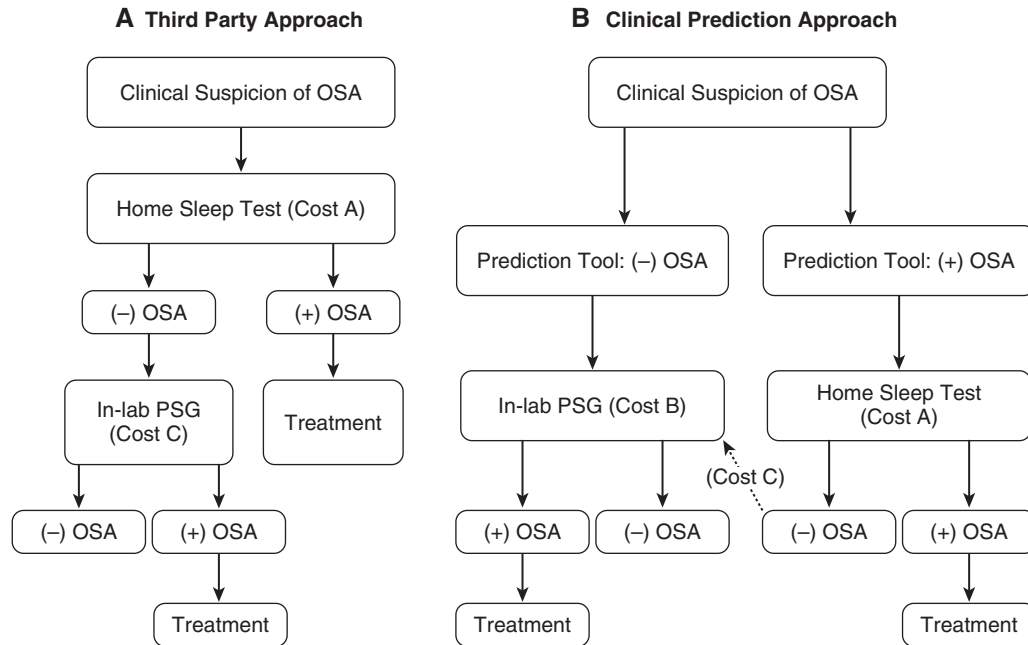 A Third Party Approach
Clinical Suspicion of OSA
Home Sleep Test (Cost A)
(–) OSA
(+) OSA
In-lab PSG
(Cost C)
Treatment
(–) OSA
(+) OSA
Treatment
B Clinical Prediction Approach
Clinical Suspicion of OSA
Prediction Tool: (–) OSA
Prediction Tool: (+) OSA
In-lab PSG (Cost B)
Home Sleep Test
(Cost A)
(Cost C)
(+) OSA
(–) OSA
(–) OSA
(+) OSA
Treatment
Treatment